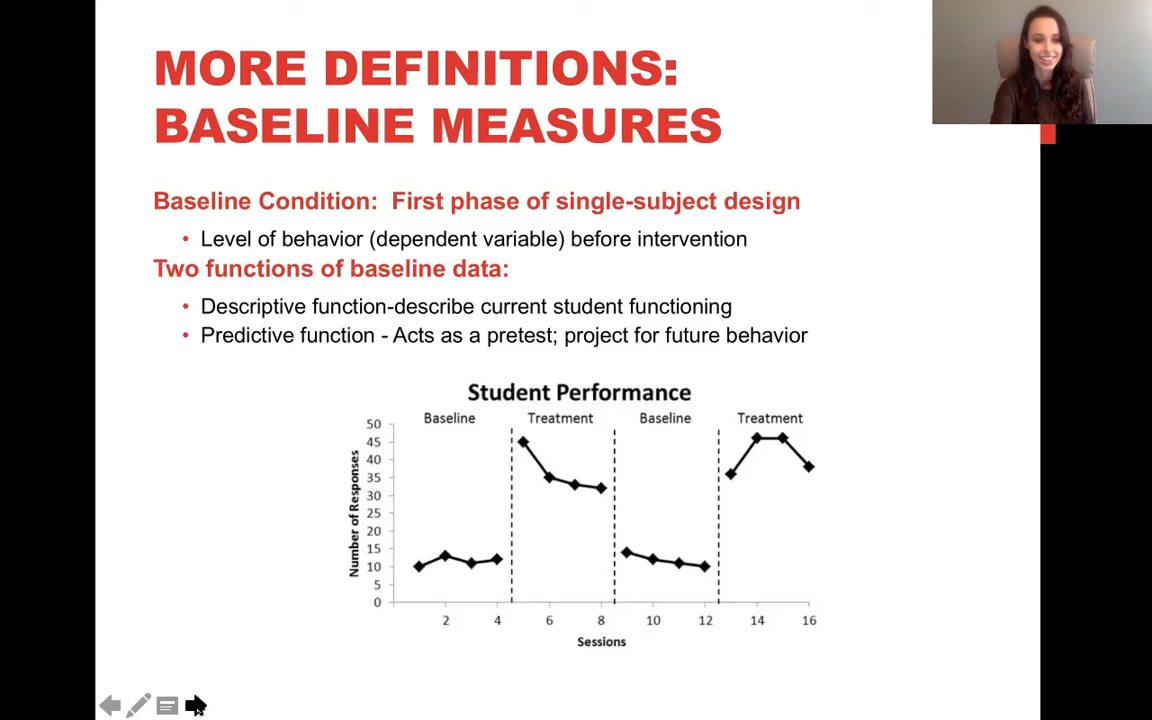 MORE DEFINITIONS:
BASELINE MEASURES
Baseline Condition:  First phase of single-subject design
• Level of behavior (dependent variable) before intervention
Two functions of baseline data:
• Descriptive function-describe current student functioning
• Predictive function - Acts as a pretest; project for future behavior
Student Performance
Baseline Treatment Baseline Treatment
50
45
40
35
30
25
20
15
10
5
0
Number of Responses
2 4 6 8 10 12 14 16
Sessions